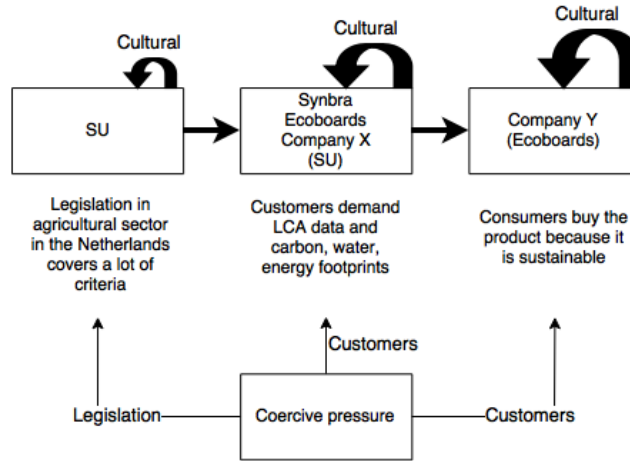 Cultural
Cultural
Cultural
SU
Synbra
Ecoboards
Company X
(SU)
Company Y
(Ecoboards)
Legislation in
agricultural sector
in the Netherlands
covers a lot of
criteria
Customers demand
LCA data and
carbon, water,
energy footprints
Consumers buy the
product because it
is sustainable
Customers
Legislation
Coercive pressure
Customers